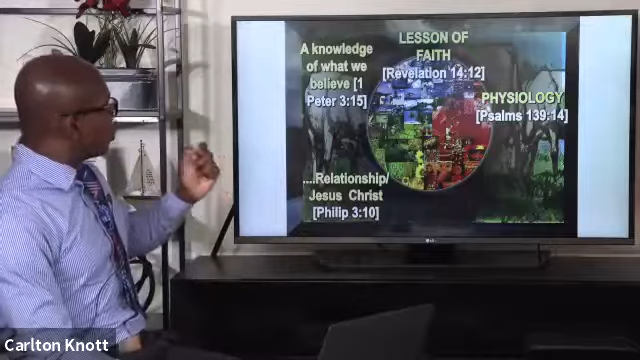 A knowledge
of what we
believe [1
Peter 3:15]
LESSON OF
FAITH
[Revelation 14:12]
PHYSIOLOGY
[Psalms 139:14]
....Relationship/
Jesus Christ
[Philip 3:10]
LG
Carlton Knott